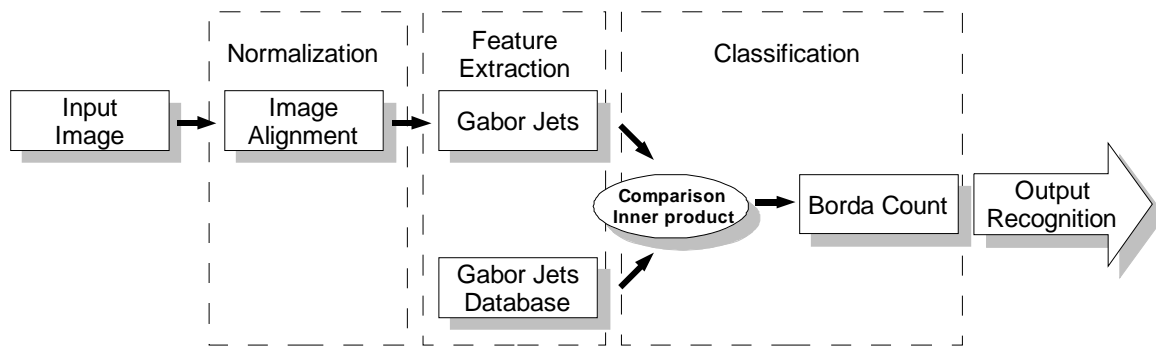 Normalization
Feature
Extraction
Classification
Input
Image
Image
Alignment
Gabor Jets
Comparison
Inner product
Borda Count
Output
Recognition
Gabor Jets
Database